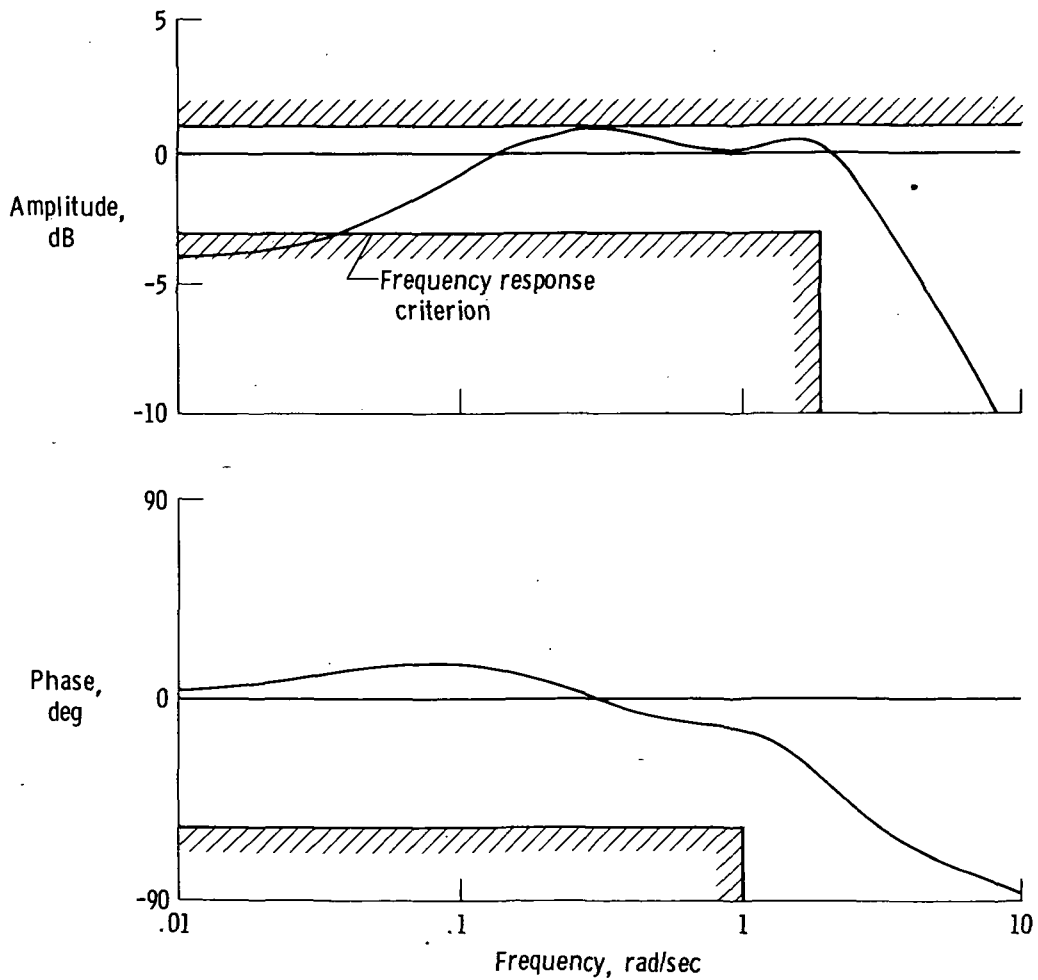 5
0
Amplitude,
dB
-5
Frequency response
criterion
-10
90
Phase,
deg
0
-90
.01
.1
1
10
Frequency, rad/sec